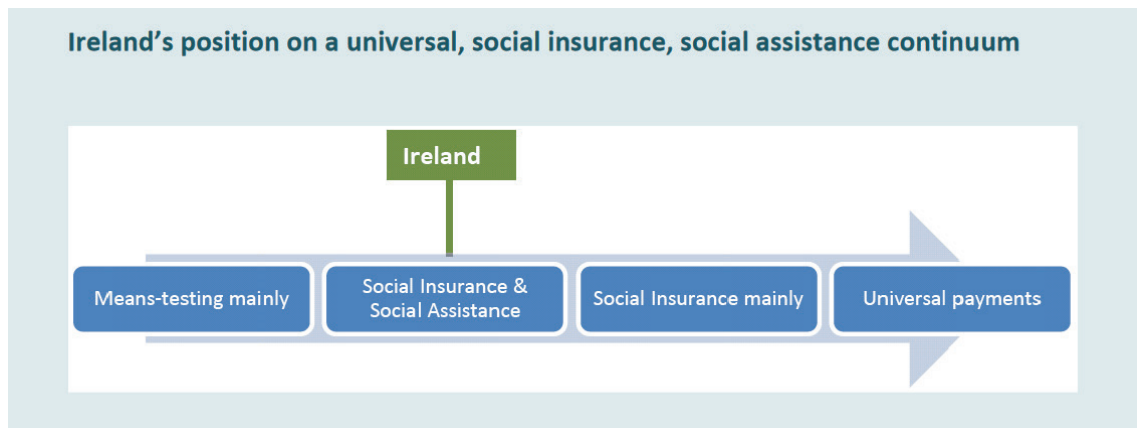 Ireland’s position on a universal, social insurance, social assistance continuum
Ireland
Means-testing mainly
Social Insurance &
Social Assistance
Social Insurance mainly
Universal payments